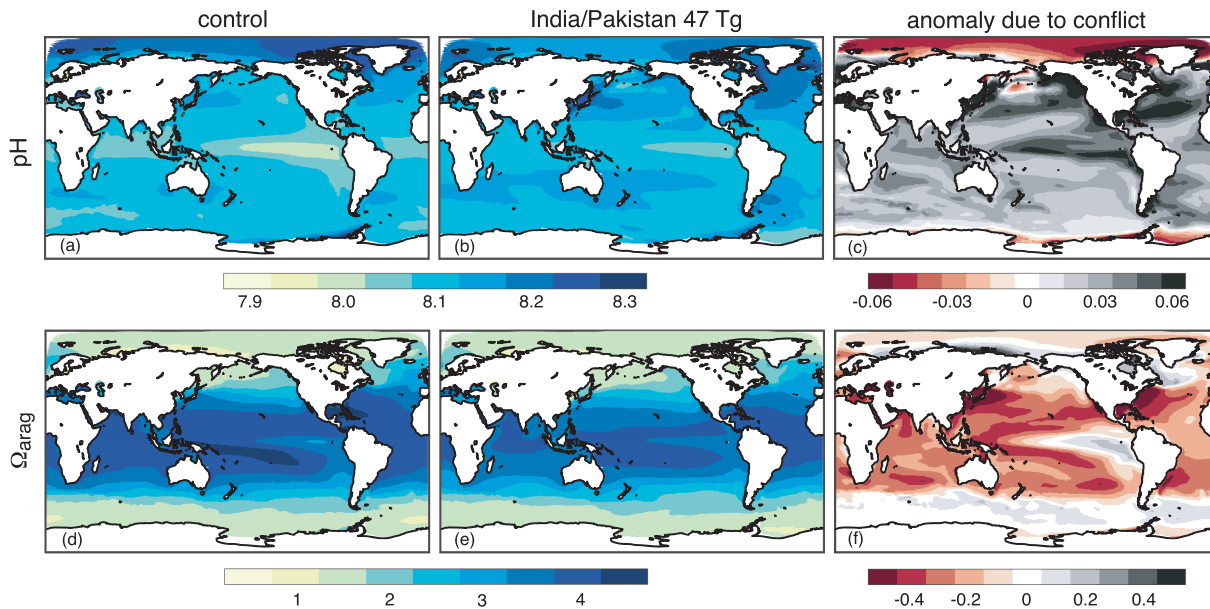 control India/Pakistan 47 Tg anomaly due to conflict
pH
(a) (b) (c)
7.9 8.0 8.1 8.2 8.3 -0.06 -0.03 0 0.03 0.06
Ωarag
(d) (e) (f)
1 2 3 4 -0.4 -0.2 0 0.2 0.4